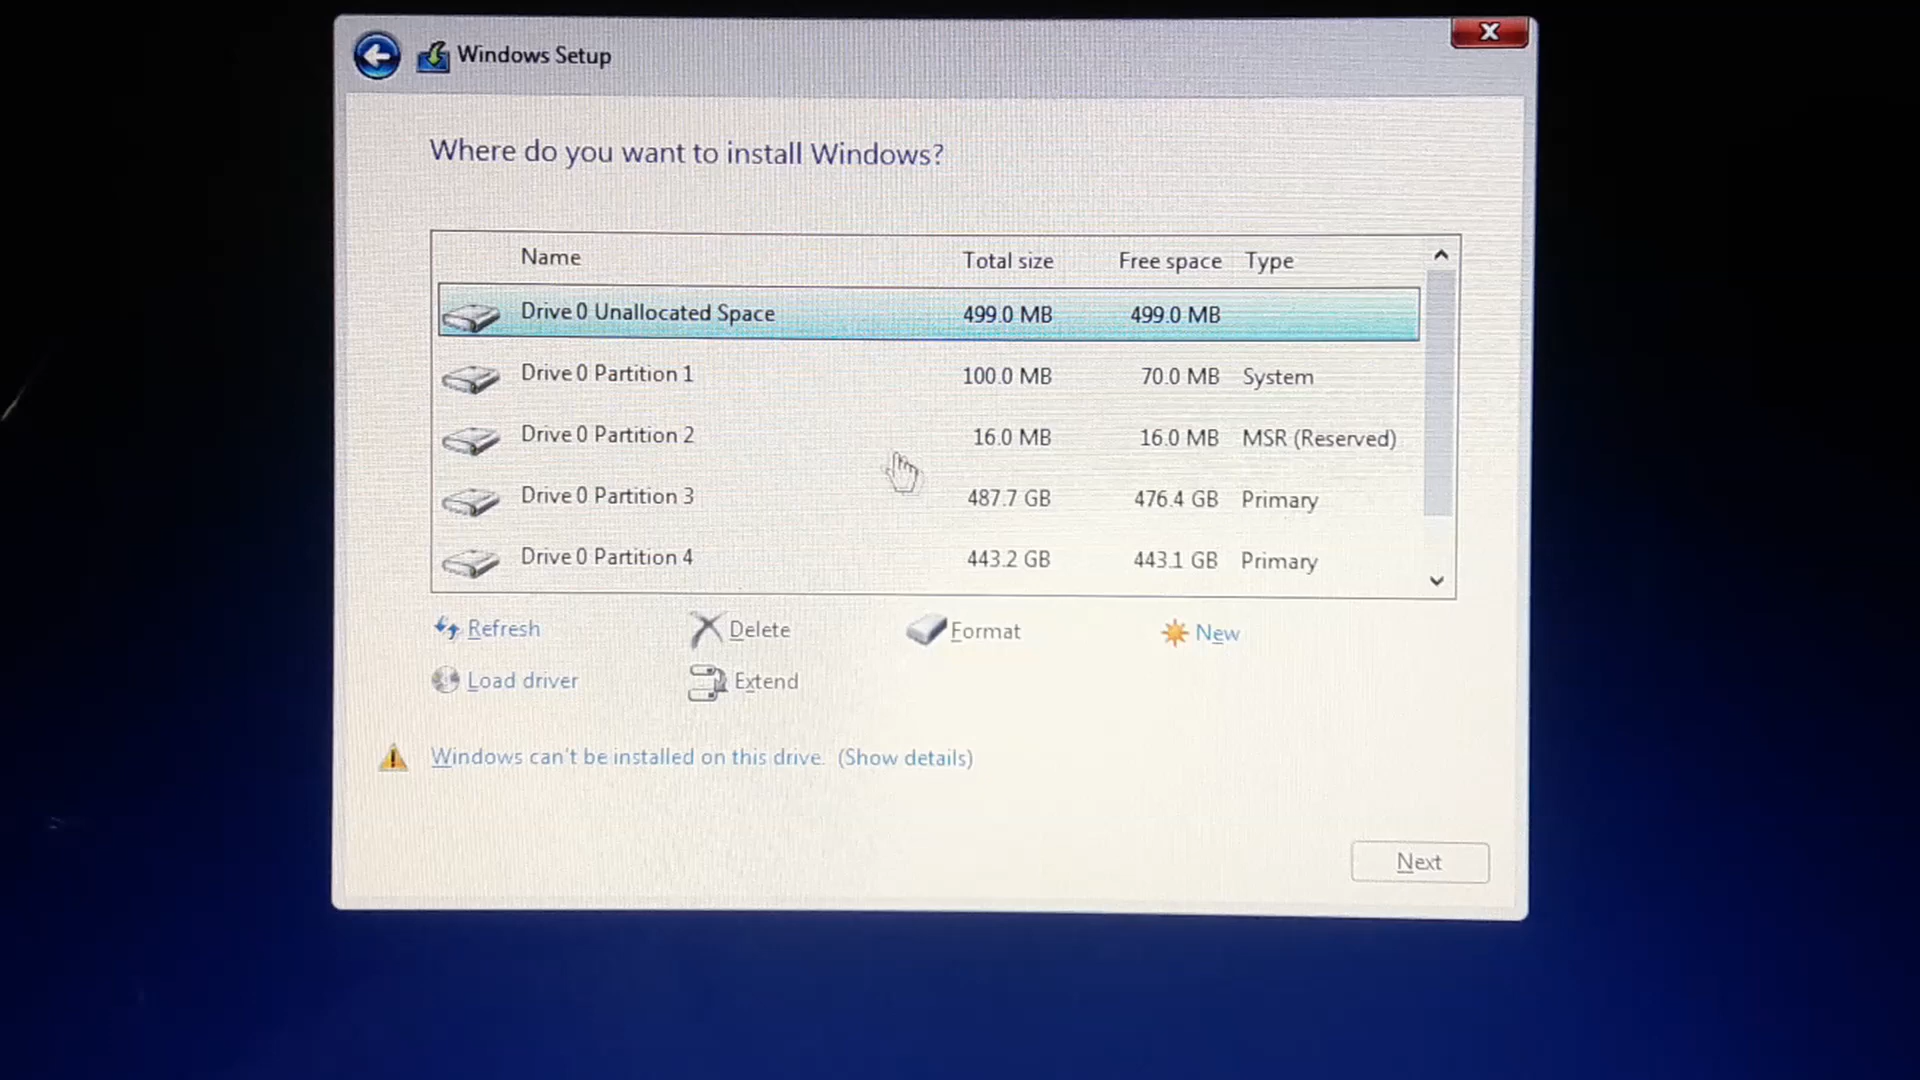 Windows Setup
Where do you want to install Windows?
Name Total size Free space Type
Drive 0 Unallocated Space 499.0 MB 499.0 MB
Drive 0 Partition 1 100.0 MB 70.0 MB System
Drive 0 Partition 2 16.0 MB 16.0 MB MSR (Reserved)
Drive 0 Partition 3 487.7 GB 476.4 GB Primary
Drive 0 Partition 4 443.2 GB 443.1 GB Primary
Refresh Delete Format New
Load driver Extend
Windows can't be installed on this drive. (Show details)
Next